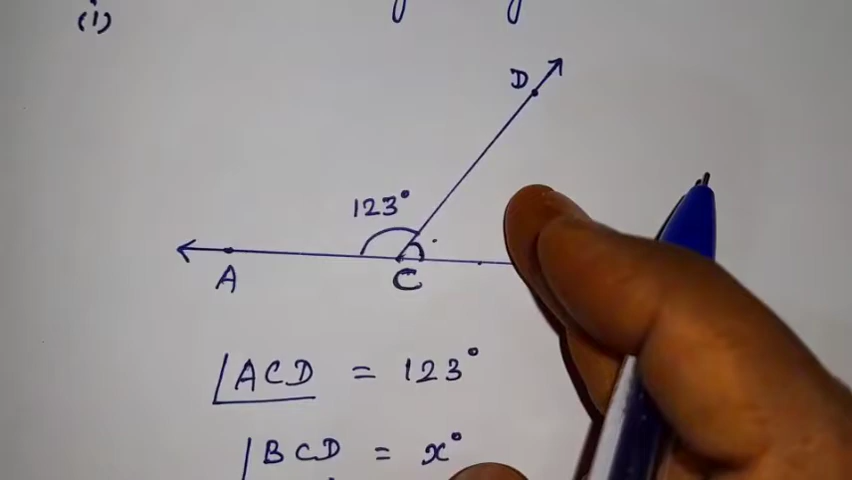 (i)
D
123°
A
C
∠ACD = 123°
∠BCD = x°